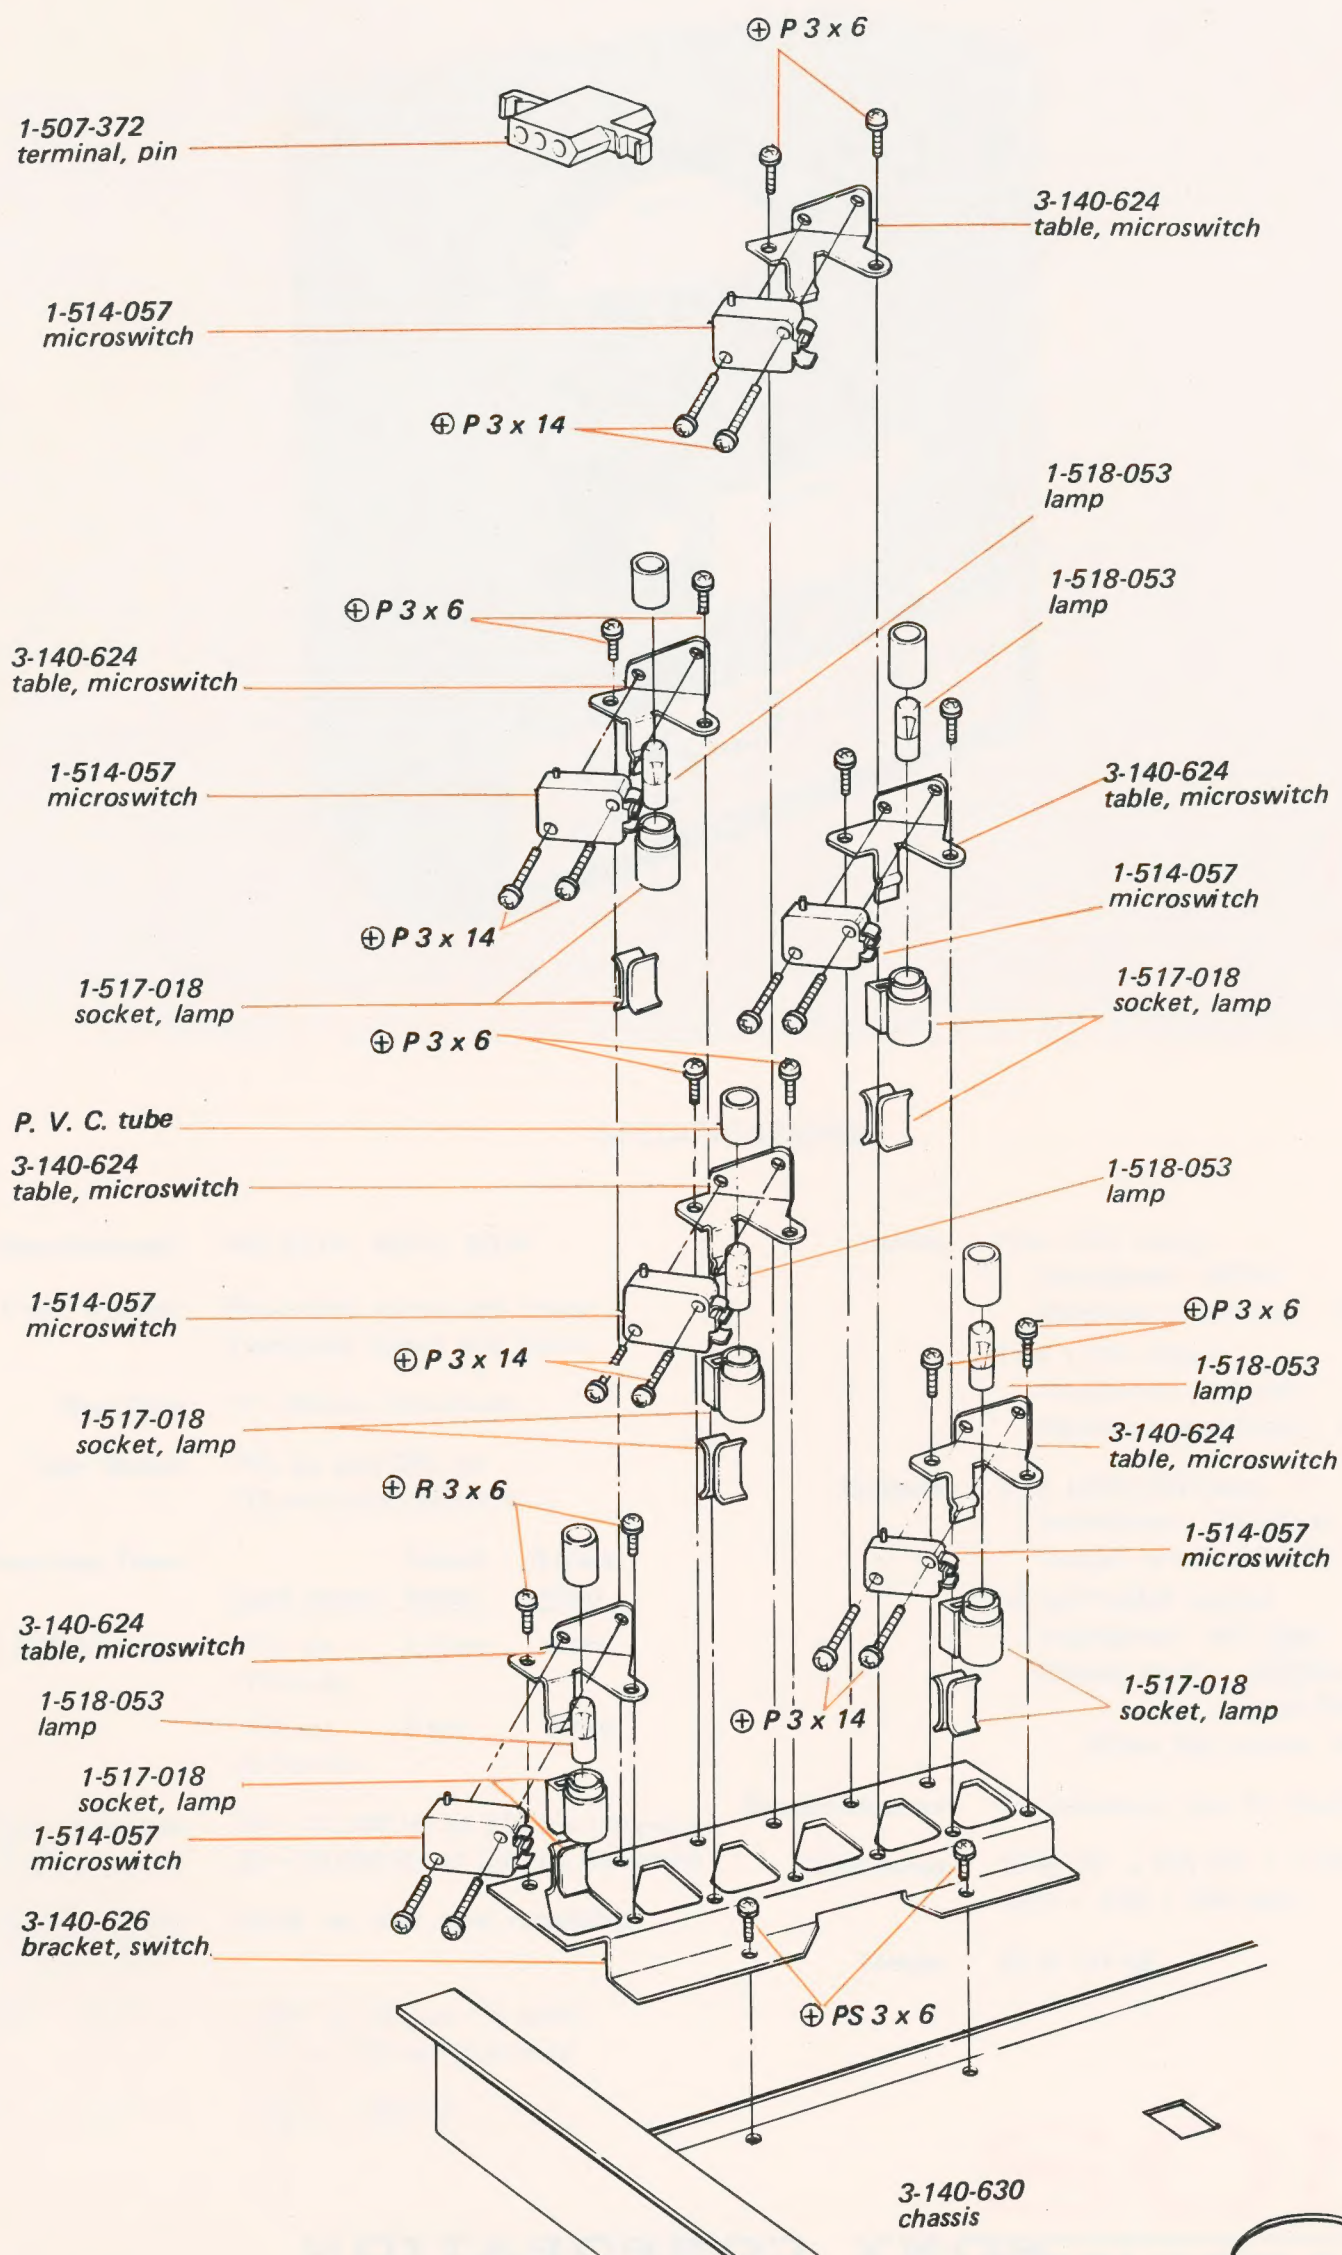 ⊕ P 3 x 6
1-507-372
terminal, pin
3-140-624
table, microswitch
1-514-057
microswitch
⊕ P 3 x 14
1-518-053
lamp
1-518-053
lamp
⊕ P 3 x 6
3-140-624
table, microswitch
1-514-057
microswitch
3-140-624
table, microswitch
1-514-057
microswitch
⊕ P 3 x 14
1-517-018
socket, lamp
1-517-018
socket, lamp
⊕ P 3 x 6
P. V. C. tube
3-140-624
table, microswitch
1-518-053
lamp
1-514-057
microswitch
⊕ P 3 x 6
⊕ P 3 x 14
1-518-053
lamp
1-517-018
socket, lamp
3-140-624
table, microswitch
⊕ R 3 x 6
1-514-057
microswitch
3-140-624
table, microswitch
1-518-053
lamp
1-517-018
socket, lamp
⊕ P 3 x 14
1-517-018
socket, lamp
1-514-057
microswitch
3-140-626
bracket, switch
⊕ PS 3 x 6
3-140-630
chassis